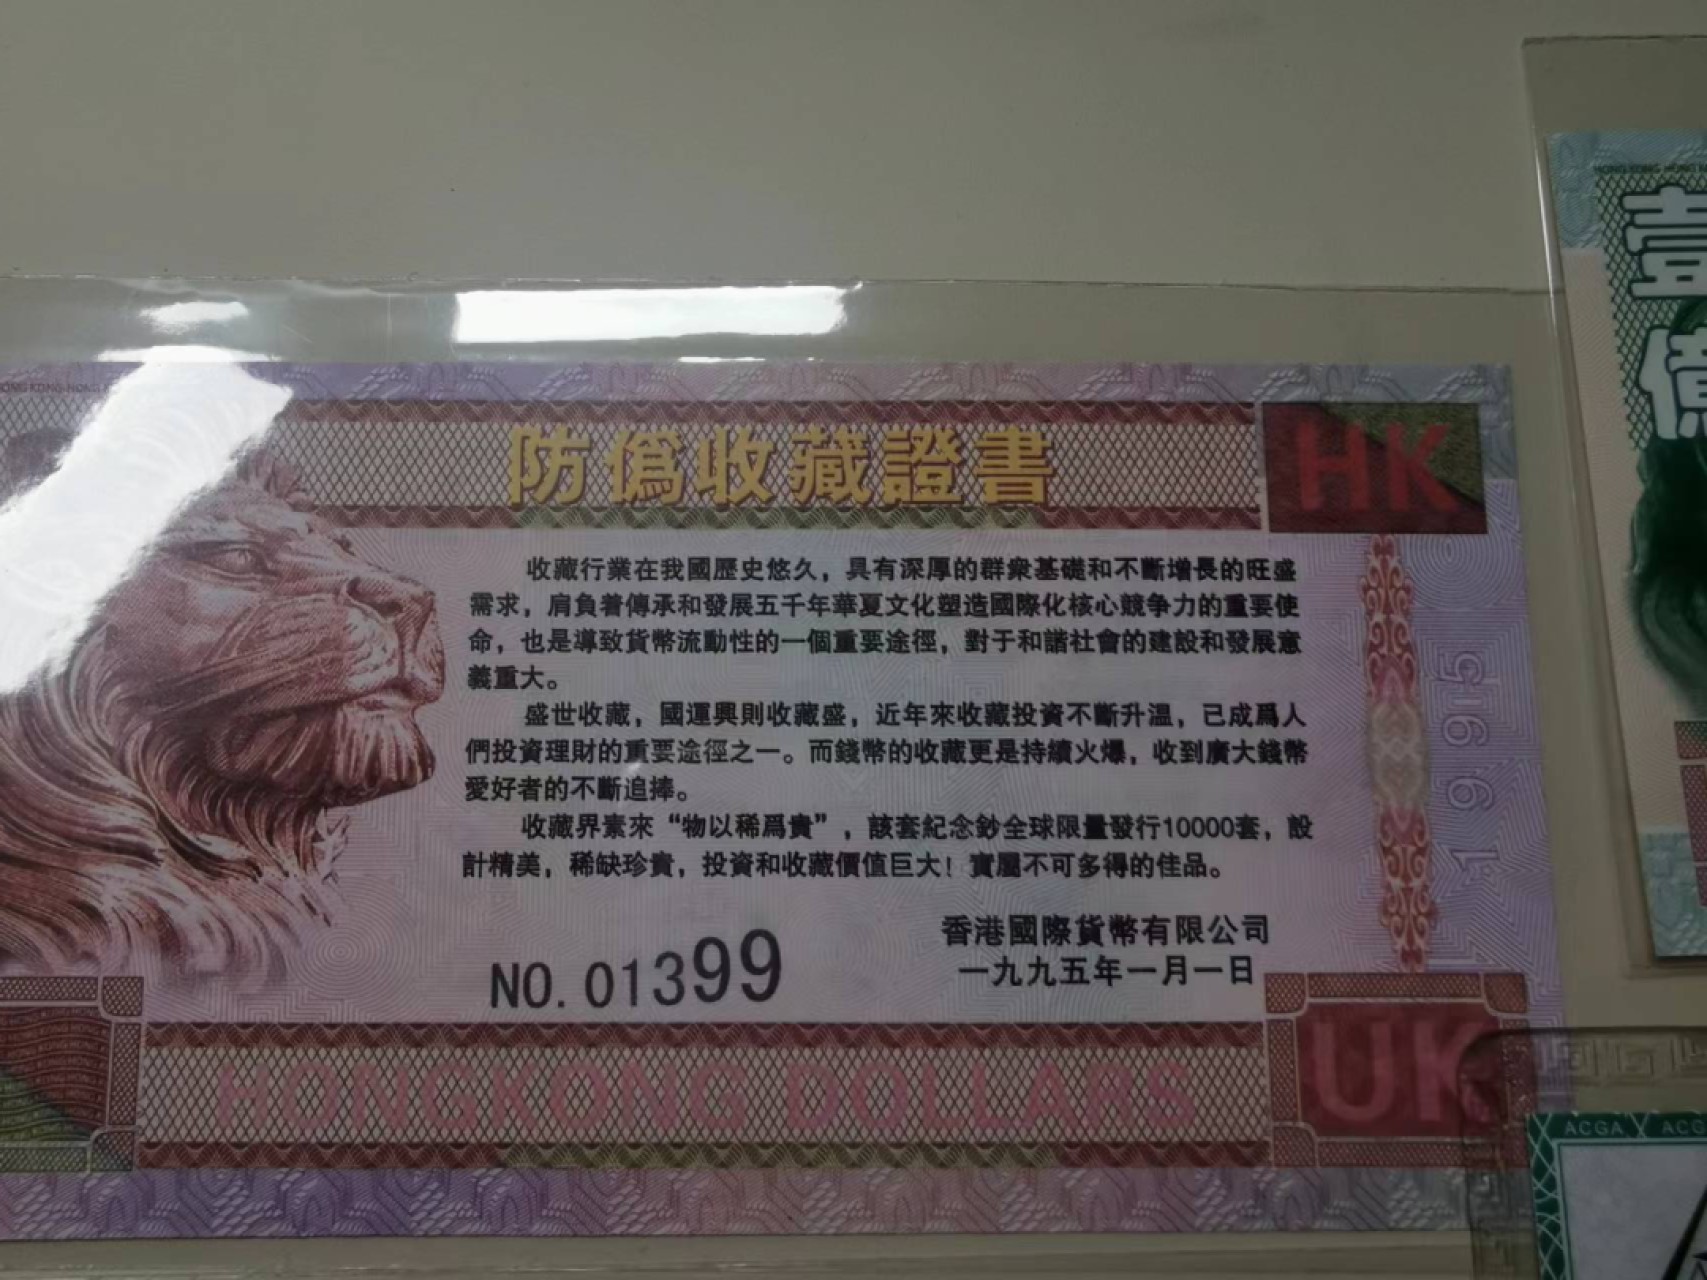 防僞收藏證書
HK
收藏行業在我國歷史悠久，具有深厚的群衆基礎和不斷增長的旺盛
需求，肩負着傳承和發展五千年華夏文化塑造國際化核心競争力的重要使
命，也是導致貨幣流動性的一個重要途徑，對于和諧社會的建設和發展意
義重大。
盛世收藏，國運興則收藏盛，近年來收藏投資不斷升温，已成爲人
們投資理財的重要途徑之一。而錢幣的收藏更是持續火爆，收到廣大錢幣
愛好者的不斷追捧。
收藏界素來“物以稀爲貴”，該套紀念鈔全球限量發行10000套，設
計精美，稀缺珍貴，投資和收藏價值巨大！實屬不可多得的佳品。
香港國際貨幣有限公司
一九九五年一月一日
NO.01399
1995
HONGKONG DOLLARS
UK
壹
億
ACGA